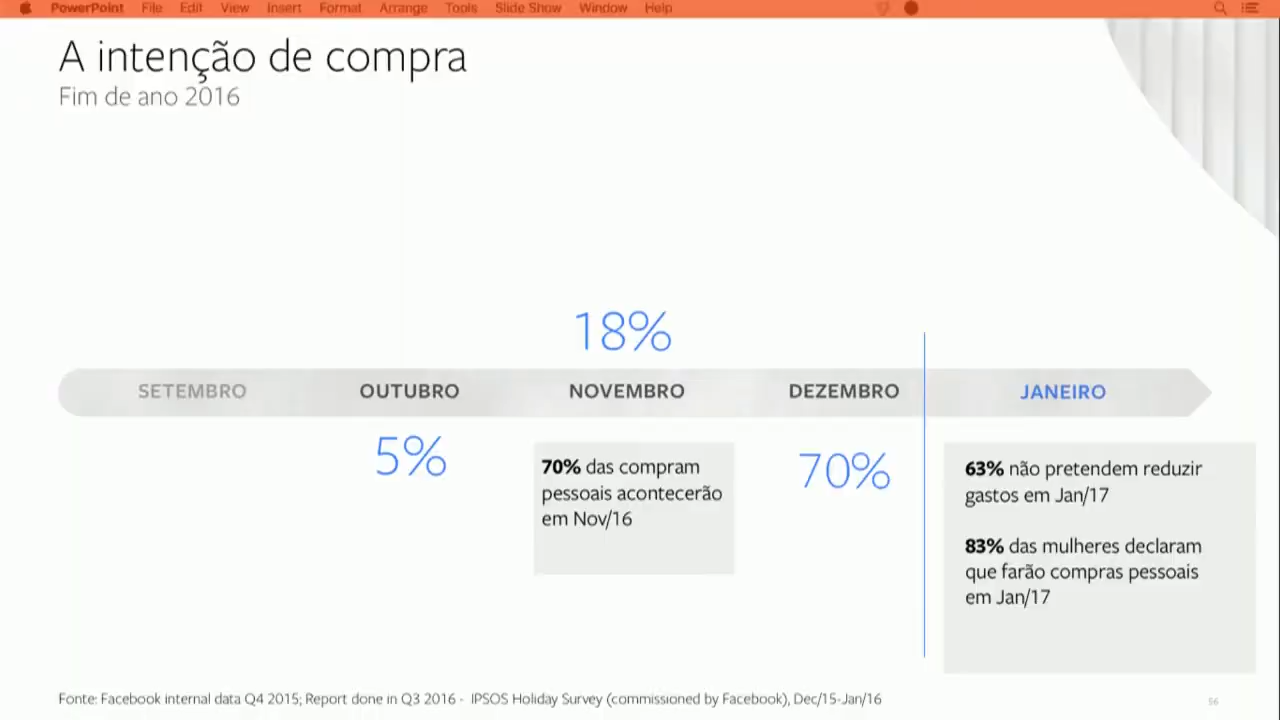 PowerPoint File Edit View Insert Format Arrange Tools Slide Show Window Help
A intenção de compra
Fim de ano 2016
18%
SETEMBRO OUTUBRO NOVEMBRO DEZEMBRO JANEIRO
5%
70% das compram
pessoais acontecerão
em Nov/16
70%
63% não pretendem reduzir
gastos em Jan/17
83% das mulheres declaram
que farão compras pessoais
em Jan/17
Fonte: Facebook internal data Q4 2015; Report done in Q3 2016 - IPSOS Holiday Survey (commissioned by Facebook), Dec/15-Jan/16
56